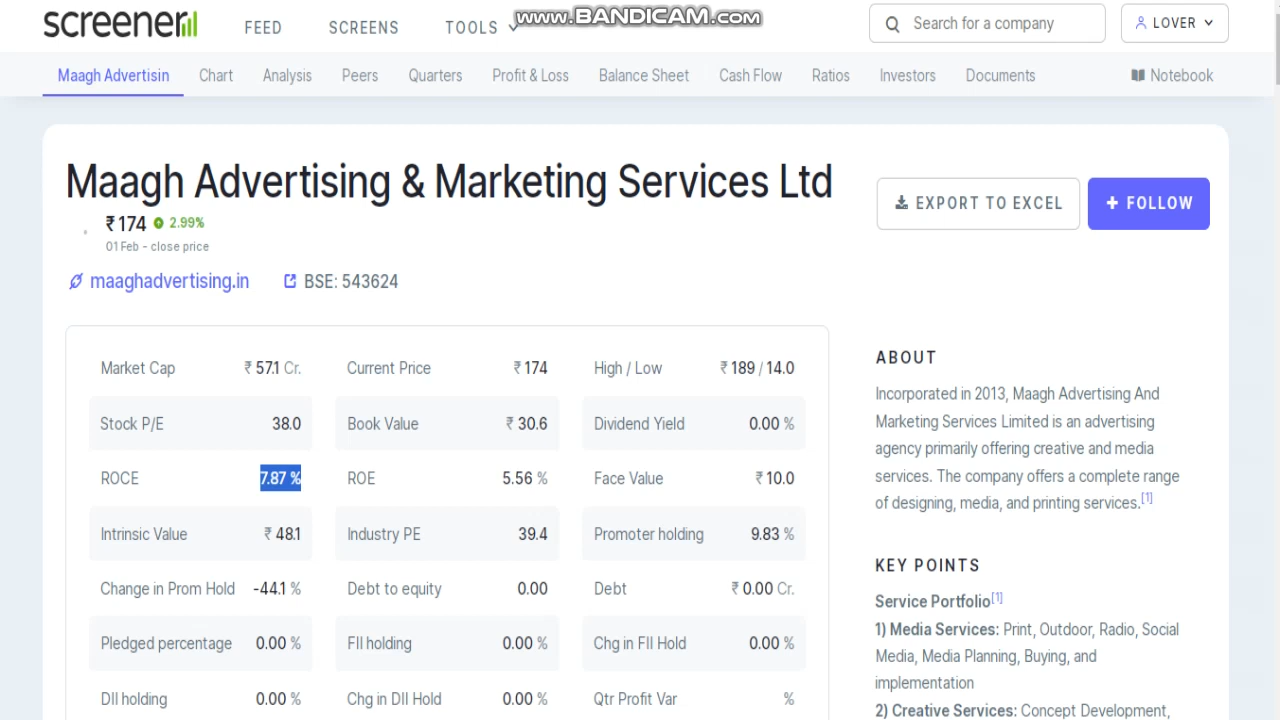 screener
FEED SCREENS TOOLS
www.BANDICAM.com
Search for a company
LOVER
Maagh Advertisin Chart Analysis Peers Quarters Profit & Loss Balance Sheet Cash Flow Ratios Investors Documents Notebook
Maagh Advertising & Marketing Services Ltd
EXPORT TO EXCEL
+ FOLLOW
₹ 174 2.99%
01 Feb - close price
maaghadvertising.in BSE: 543624
Market Cap ₹ 57.1 Cr. Current Price ₹ 174 High / Low ₹ 189 / 14.0
Stock P/E 38.0 Book Value ₹ 30.6 Dividend Yield 0.00 %
ROCE 7.87 % ROE 5.56 % Face Value ₹ 10.0
Intrinsic Value ₹ 48.1 Industry PE 39.4 Promoter holding 9.83 %
Change in Prom Hold -44.1 % Debt to equity 0.00 Debt ₹ 0.00 Cr.
Pledged percentage 0.00 % FII holding 0.00 % Chg in FII Hold 0.00 %
DII holding 0.00 % Chg in DII Hold 0.00 % Qtr Profit Var %
ABOUT
Incorporated in 2013, Maagh Advertising And
Marketing Services Limited is an advertising
agency primarily offering creative and media
services. The company offers a complete range
of designing, media, and printing services.[1]
KEY POINTS
Service Portfolio[1]
1) Media Services: Print, Outdoor, Radio, Social
Media, Media Planning, Buying, and
implementation
2) Creative Services: Concept Development,